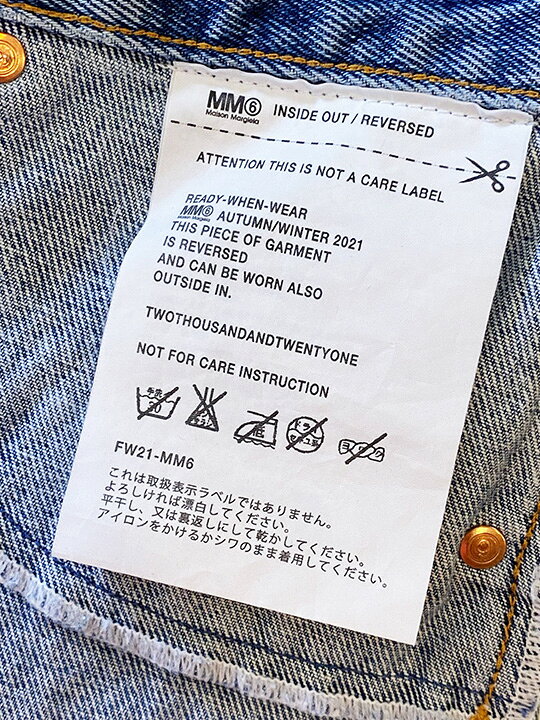 MM6 INSIDE OUT / REVERSED
Maison Margiela
ATTENTION THIS IS NOT A CARE LABEL
READY-WHEN-WEAR
MM6 AUTUMN/WINTER 2021
Maison Margiela
THIS PIECE OF GARMENT
IS REVERSED
AND CAN BE WORN ALSO
OUTSIDE IN.
TWOTHOUSANDANDTWENTYONE
NOT FOR CARE INSTRUCTION
FW21-MM6
これは取扱表示ラベルではありません。
よろしければ漂白してください。
平干し、又は裏返しにして乾かしてください。
アイロンをかけるかシワのまま着用してください。